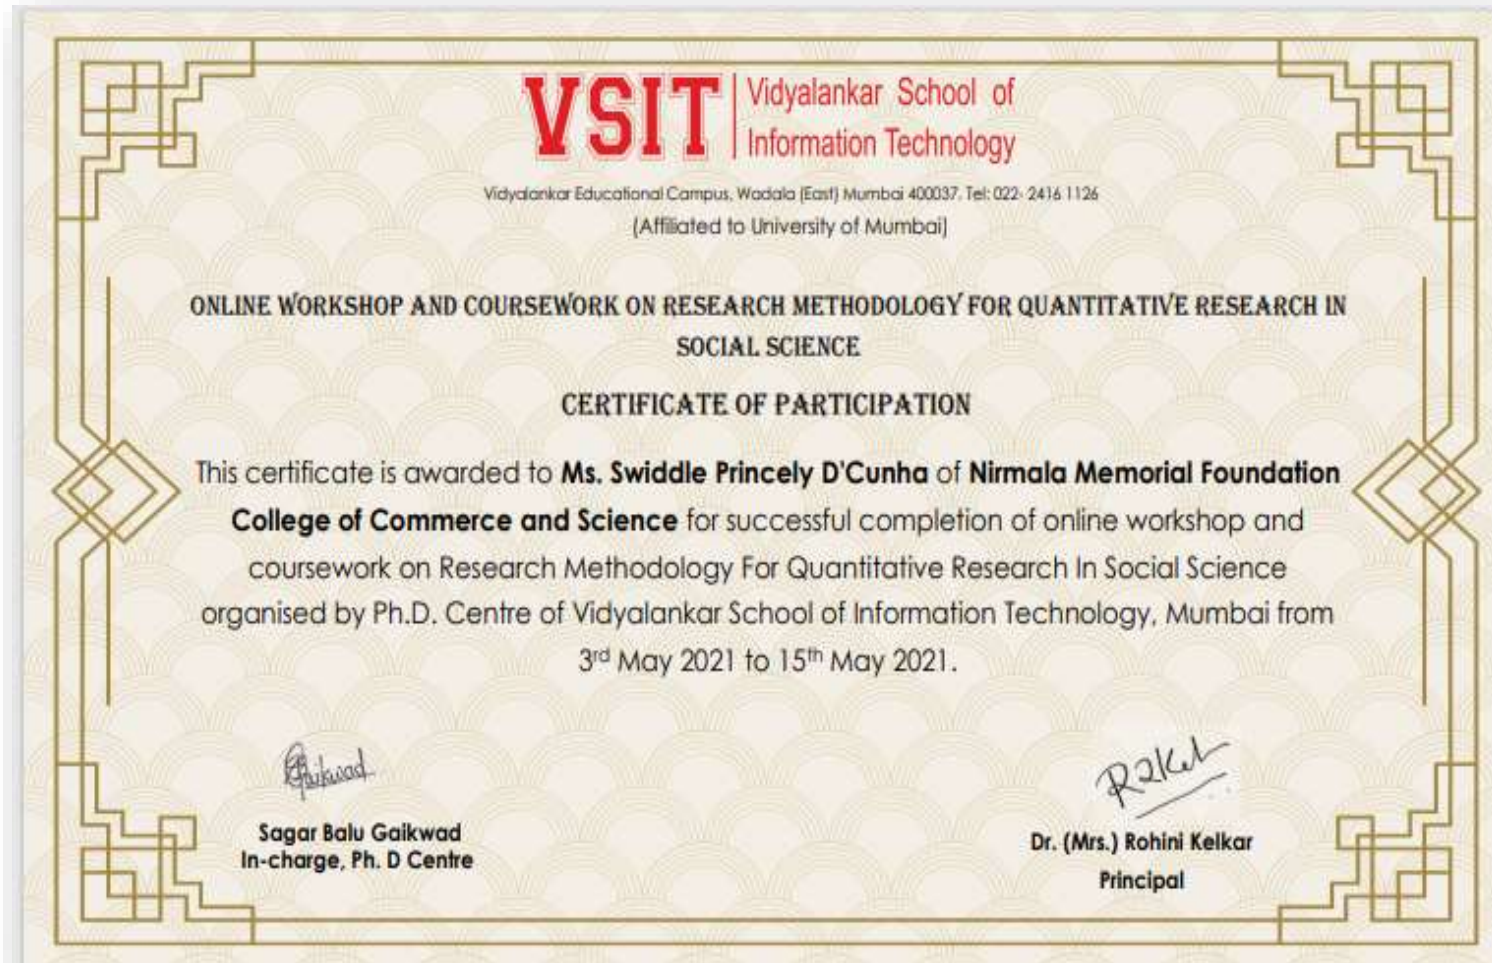 VSIT
Vidyalankar School of
Information Technology
Vidyalankar Educational Campus, Wadala (East) Mumbai 400037. Tel: 022- 2416 1126
(Affiliated to University of Mumbai)
ONLINE WORKSHOP AND COURSEWORK ON RESEARCH METHODOLOGY FOR QUANTITATIVE RESEARCH IN
SOCIAL SCIENCE
CERTIFICATE OF PARTICIPATION
This certificate is awarded to Ms. Swiddle Princely D'Cunha of Nirmala Memorial Foundation
College of Commerce and Science for successful completion of online workshop and
coursework on Research Methodology For Quantitative Research In Social Science
organised by Ph.D. Centre of Vidyalankar School of Information Technology, Mumbai from
3rd May 2021 to 15th May 2021.
Sagar Balu Gaikwad
In-charge, Ph. D Centre
Dr. (Mrs.) Rohini Kelkar
Principal